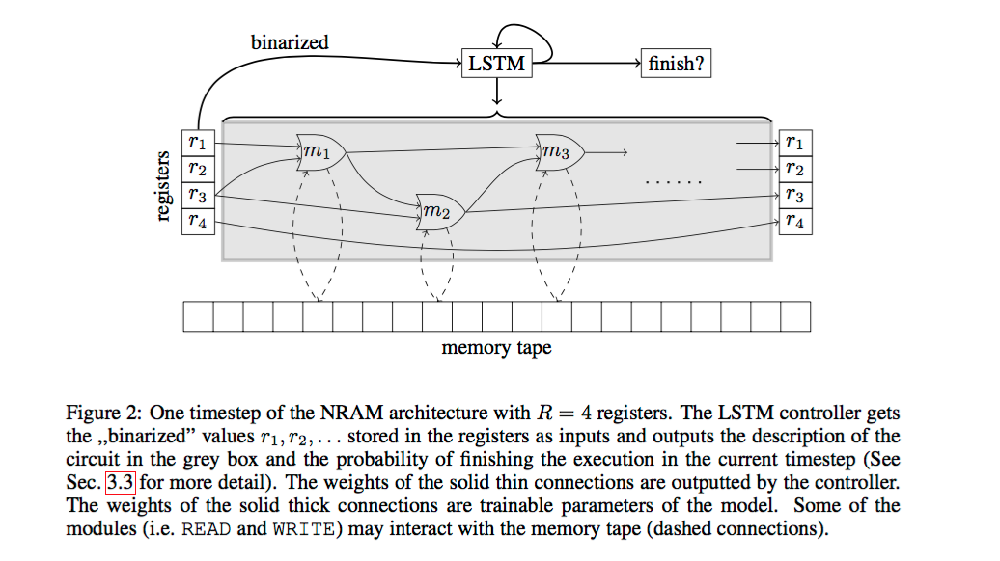 binarized
LSTM
finish?
registers
r1
r2
r3
r4
m1
m2
m3
......
r1
r2
r3
r4
memory tape
Figure 2: One timestep of the NRAM architecture with R = 4 registers. The LSTM controller gets
the „binarized” values r1, r2, . . . stored in the registers as inputs and outputs the description of the
circuit in the grey box and the probability of finishing the execution in the current timestep (See
Sec. 3.3 for more detail). The weights of the solid thin connections are outputted by the controller.
The weights of the solid thick connections are trainable parameters of the model. Some of the
modules (i.e. READ and WRITE) may interact with the memory tape (dashed connections).